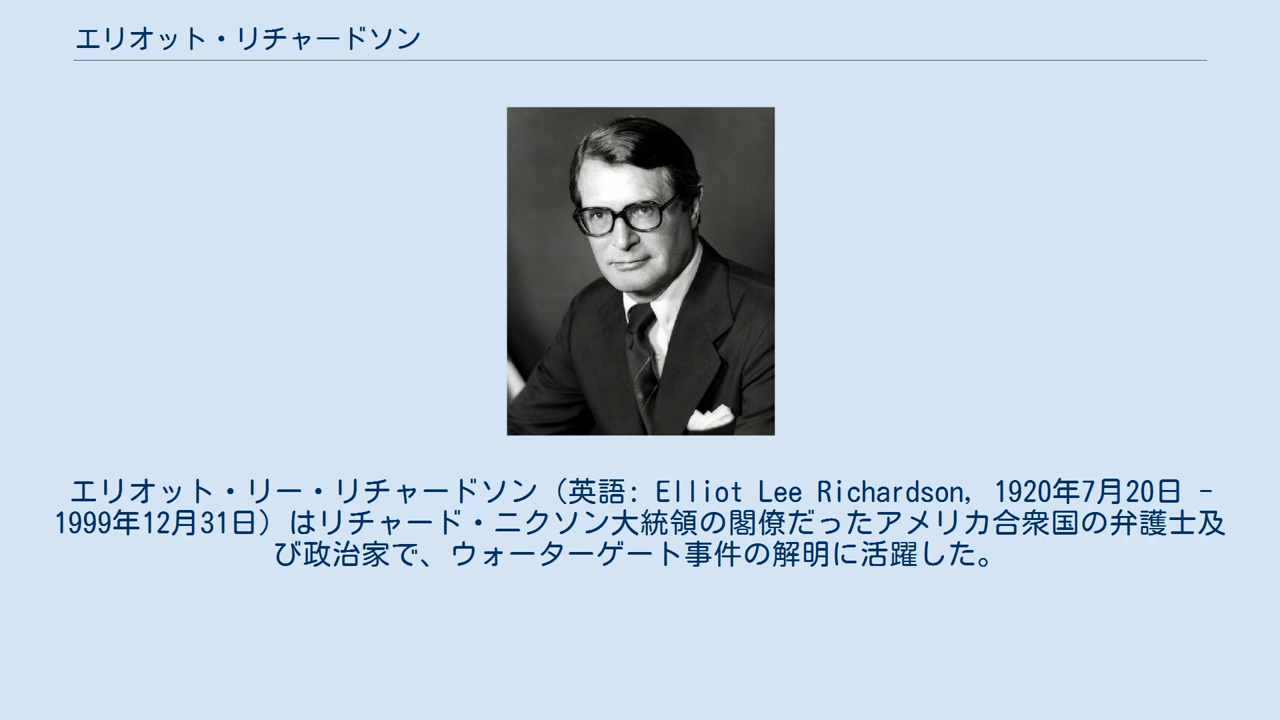 エリオット・リチャードソン
エリオット・リー・リチャードソン（英語: Elliot Lee Richardson, 1920年7月20日 -
1999年12月31日）はリチャード・ニクソン大統領の閣僚だったアメリカ合衆国の弁護士及
び政治家で、ウォーターゲート事件の解明に活躍した。